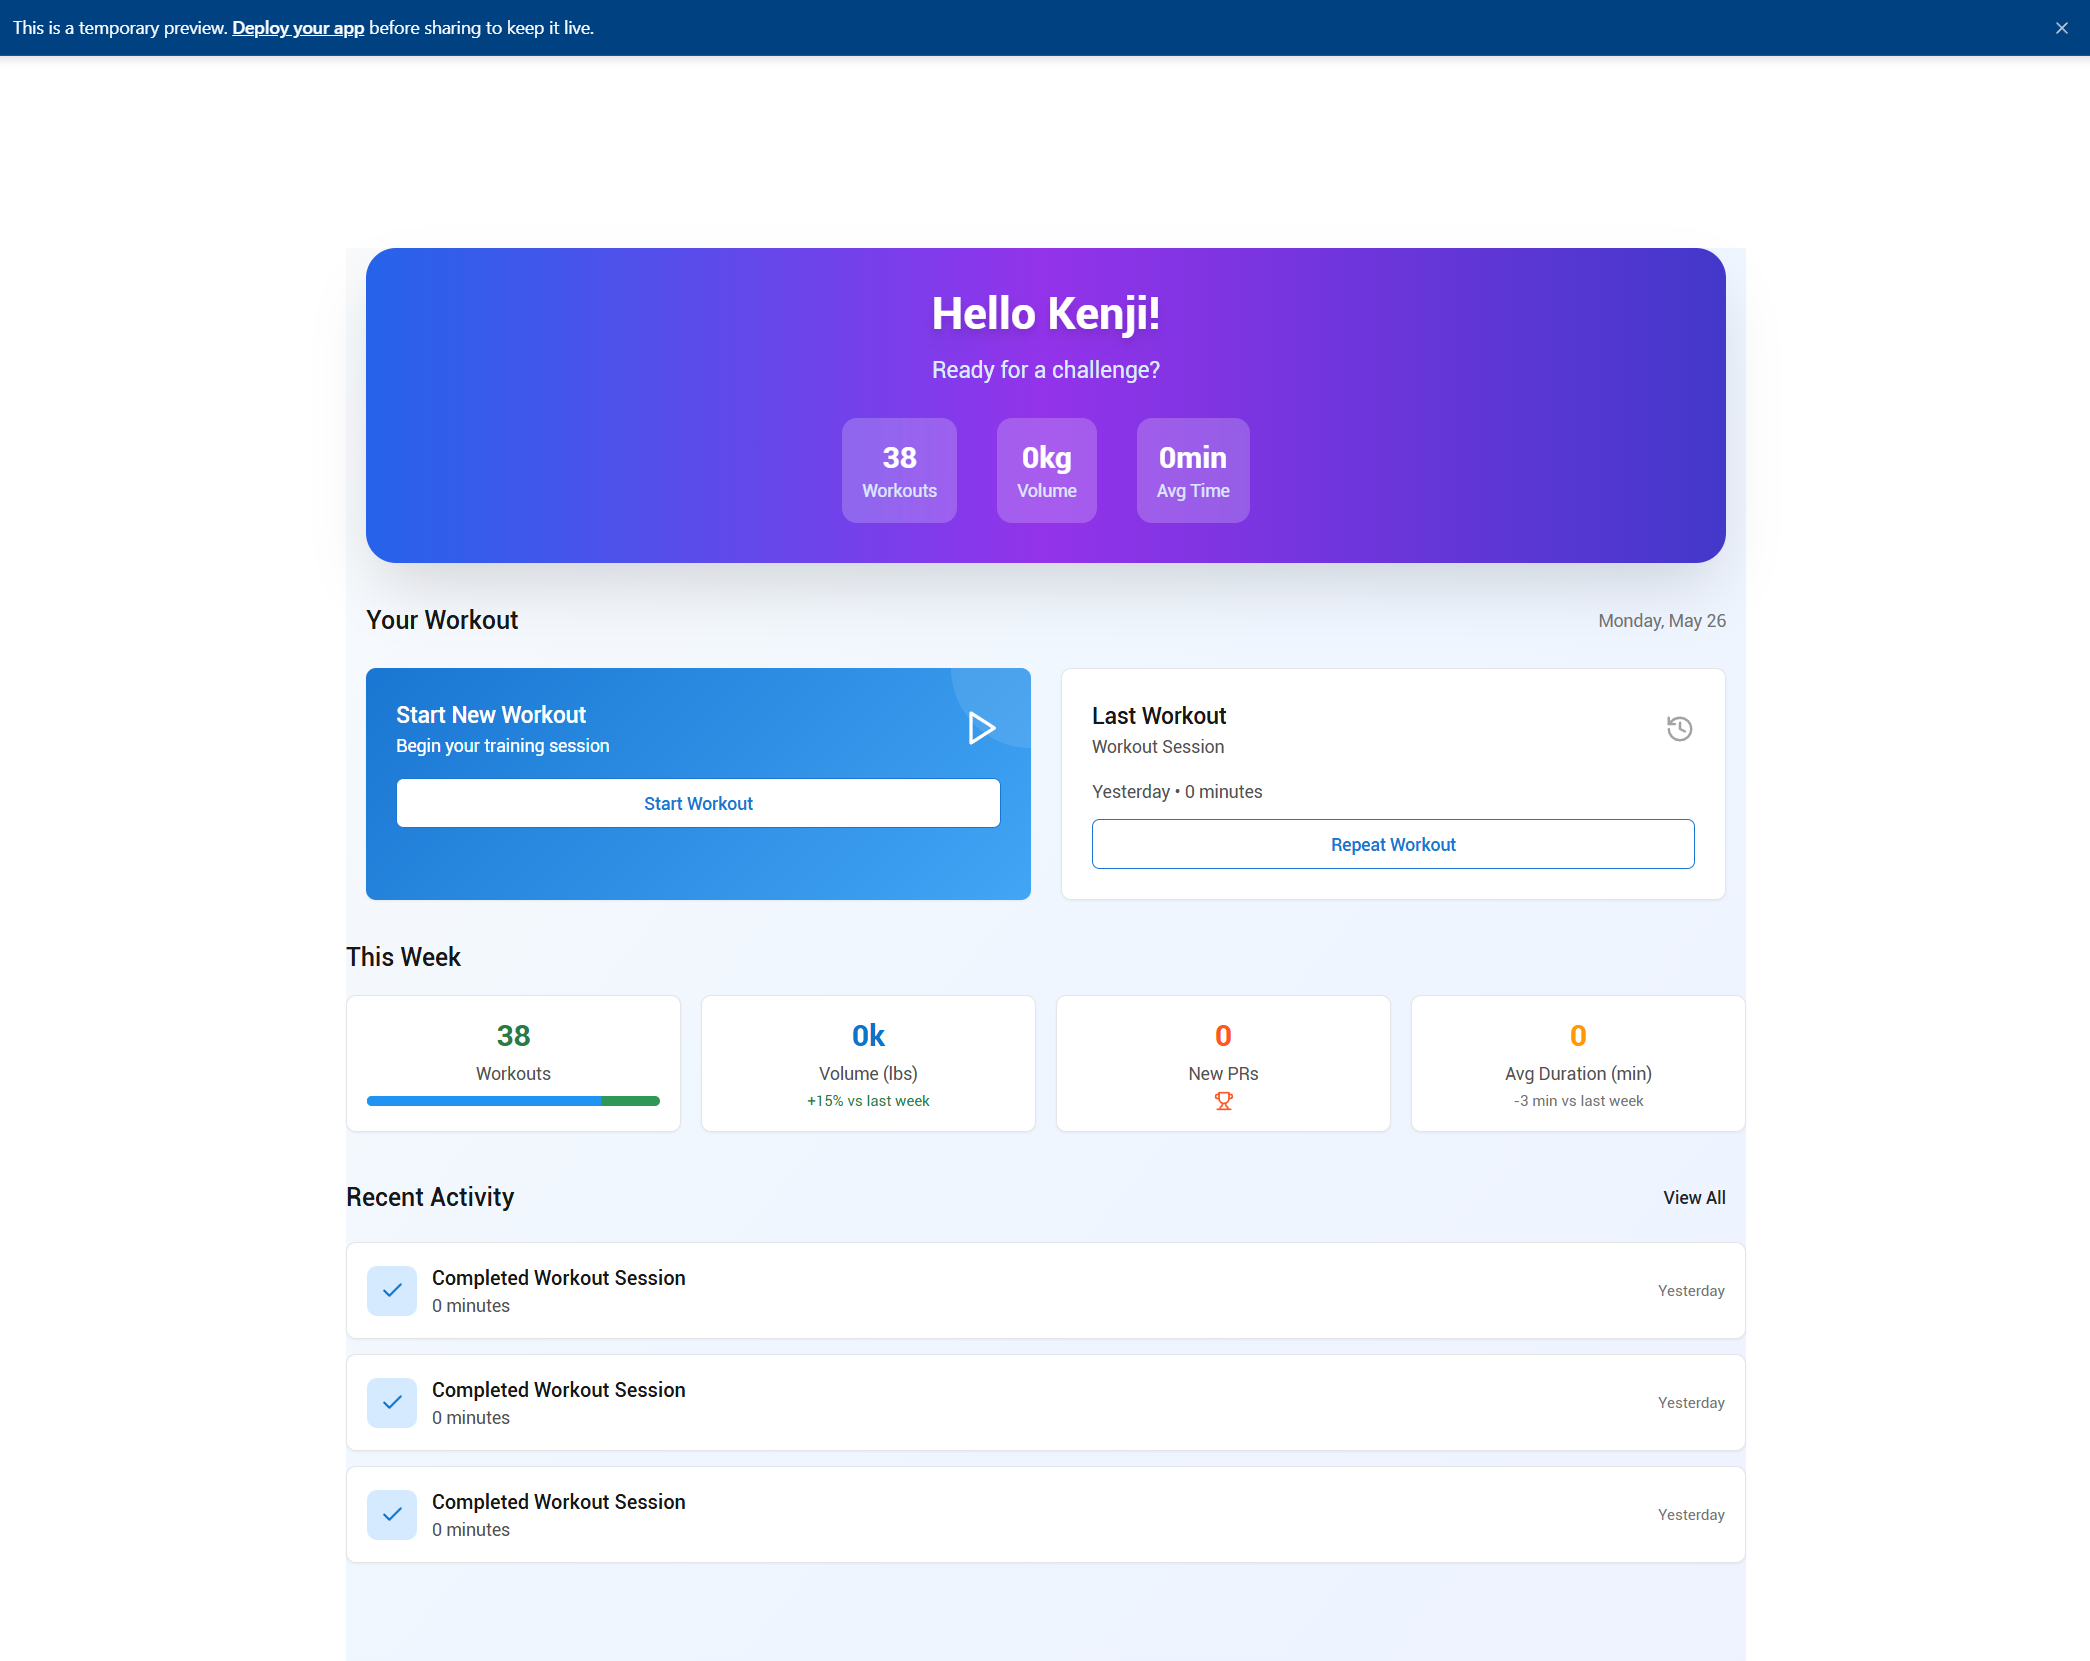 This is a temporary preview. Deploy your app before sharing to keep it live.
Hello Kenji!
Ready for a challenge?
38
Workouts
0kg
Volume
0min
Avg Time
Your Workout
Monday, May 26
Start New Workout
Begin your training session
Start Workout
Last Workout
Workout Session
Yesterday • 0 minutes
Repeat Workout
This Week
38
Workouts
0k
Volume (lbs)
+15% vs last week
0
New PRs
0
Avg Duration (min)
-3 min vs last week
Recent Activity
View All
Completed Workout Session
0 minutes
Yesterday
Completed Workout Session
0 minutes
Yesterday
Completed Workout Session
0 minutes
Yesterday